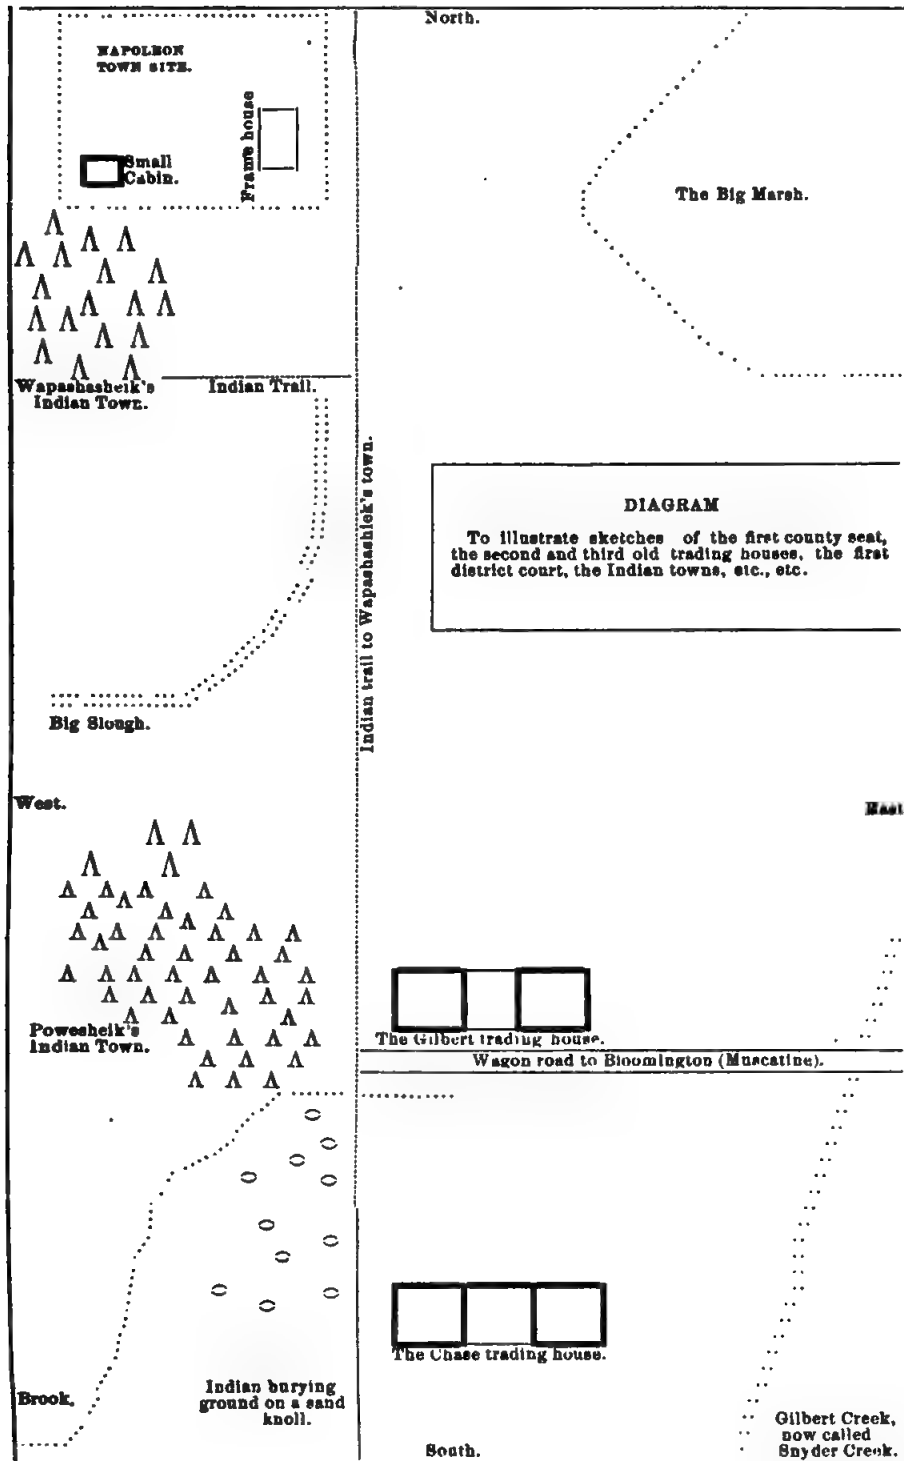 North.
NAPOLEON
TOWN SITE.
Frame house
Small
Cabin.
The Big Marsh.
Wapashasheik's
Indian Town.
Indian Trail.
Indian trail to Wapashashiek's town.
DIAGRAM
To illustrate sketches of the first county seat,
the second and third old trading houses, the first
district court, the Indian towns, etc., etc.
Big Slough.
West.
East
Powesheik's
Indian Town.
The Gilbert trading house.
Wagon road to Bloomington (Muscatine).
The Chase trading house.
Brook.
Indian burying
ground on a sand
knoll.
Gilbert Creek,
now called
Snyder Creek.
South.